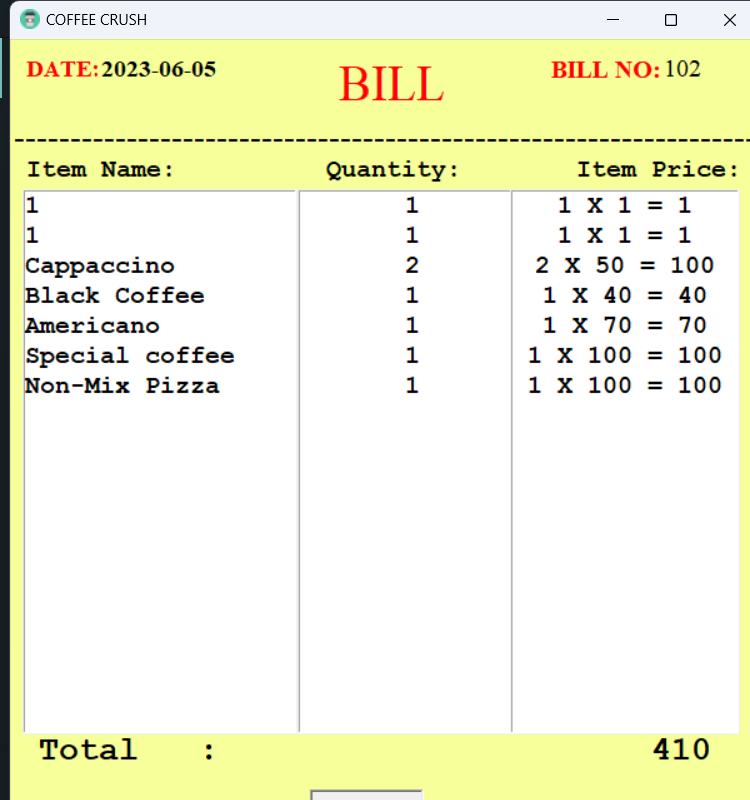 COFFEE CRUSH
DATE:2023-06-05 BILL BILL NO:102
Item Name: Quantity: Item Price:
1 1 1 X 1 = 1
1 1 1 X 1 = 1
Cappaccino 2 2 X 50 = 100
Black Coffee 1 1 X 40 = 40
Americano 1 1 X 70 = 70
Special coffee 1 1 X 100 = 100
Non-Mix Pizza 1 1 X 100 = 100
Total : 410